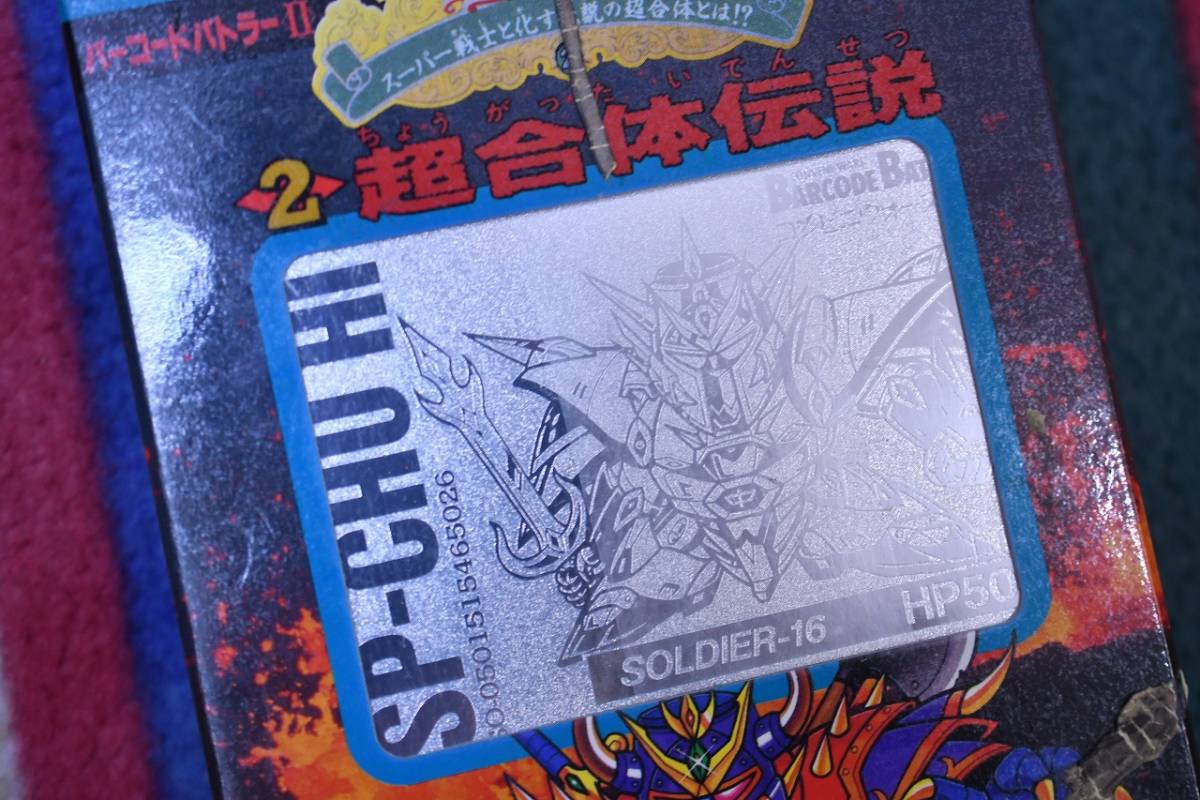 バーコードバトラーII
スーパー戦士と化す
説の超合体とは!?
ちょう がっ たい でん せつ
2 超合体伝説
BARCODE BAT
SP-CHU HI
0501515465026
SOLDIER-16
HP50
中